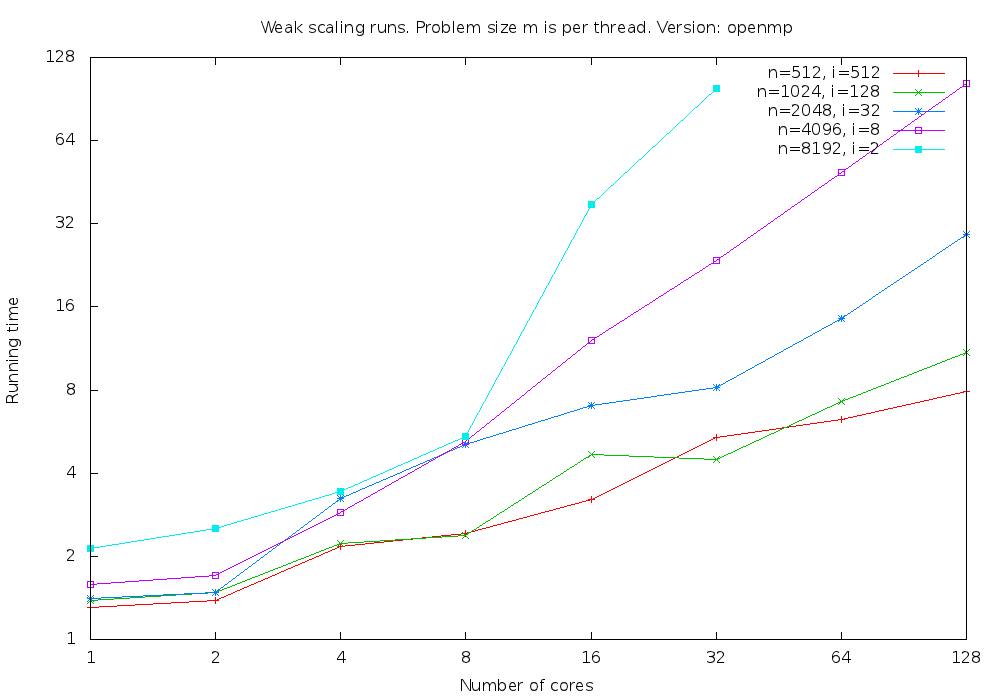 Weak scaling runs. Problem size m is per thread. Version: openmp
128
64
32
16
8
4
2
1
Running time
n=512, i=512
n=1024, i=128
n=2048, i=32
n=4096, i=8
n=8192, i=2
1 2 4 8 16 32 64 128
Number of cores